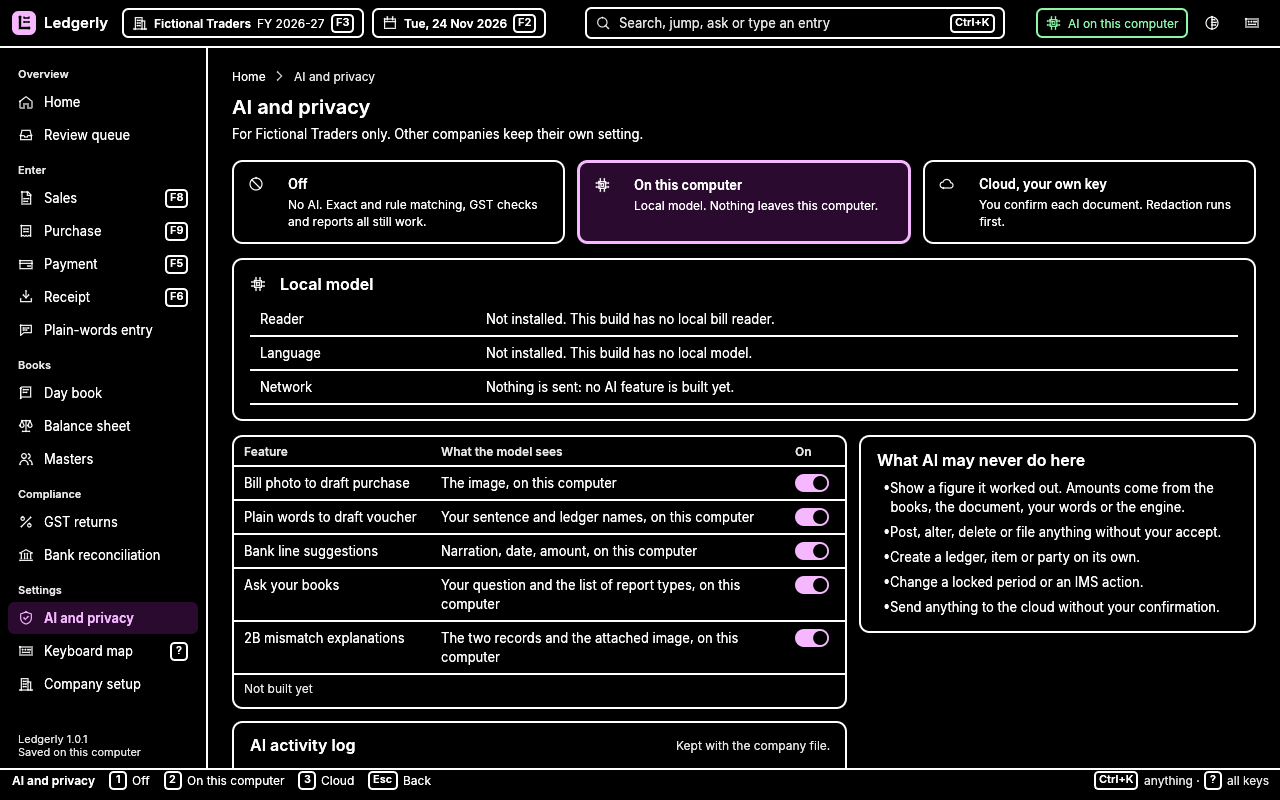 Ledgerly
Fictional Traders FY 2026-27 F3
Tue, 24 Nov 2026 F2
Search, jump, ask or type an entry Ctrl+K
AI on this computer
Overview
Home
Review queue
Enter
Sales F8
Purchase F9
Payment F5
Receipt F6
Plain-words entry
Books
Day book
Balance sheet
Masters
Compliance
GST returns
Bank reconciliation
Settings
AI and privacy
Keyboard map ?
Company setup
Ledgerly 1.0.1
Saved on this computer
Home > AI and privacy
AI and privacy
For Fictional Traders only. Other companies keep their own setting.
Off
No AI. Exact and rule matching, GST checks
and reports all still work.
On this computer
Local model. Nothing leaves this computer.
Cloud, your own key
You confirm each document. Redaction runs
first.
Local model
Reader Not installed. This build has no local bill reader.
Language Not installed. This build has no local model.
Network Nothing is sent: no AI feature is built yet.
Feature What the model sees On
Bill photo to draft purchase The image, on this computer
Plain words to draft voucher Your sentence and ledger names, on this computer
Bank line suggestions Narration, date, amount, on this computer
Ask your books Your question and the list of report types, on this
computer
2B mismatch explanations The two records and the attached image, on this
computer
Not built yet
What AI may never do here
•Show a figure it worked out. Amounts come from the
books, the document, your words or the engine.
•Post, alter, delete or file anything without your accept.
•Create a ledger, item or party on its own.
•Change a locked period or an IMS action.
•Send anything to the cloud without your confirmation.
AI activity log Kept with the company file.
AI and privacy 1 Off 2 On this computer 3 Cloud Esc Back
Ctrl+K anything · ? all keys